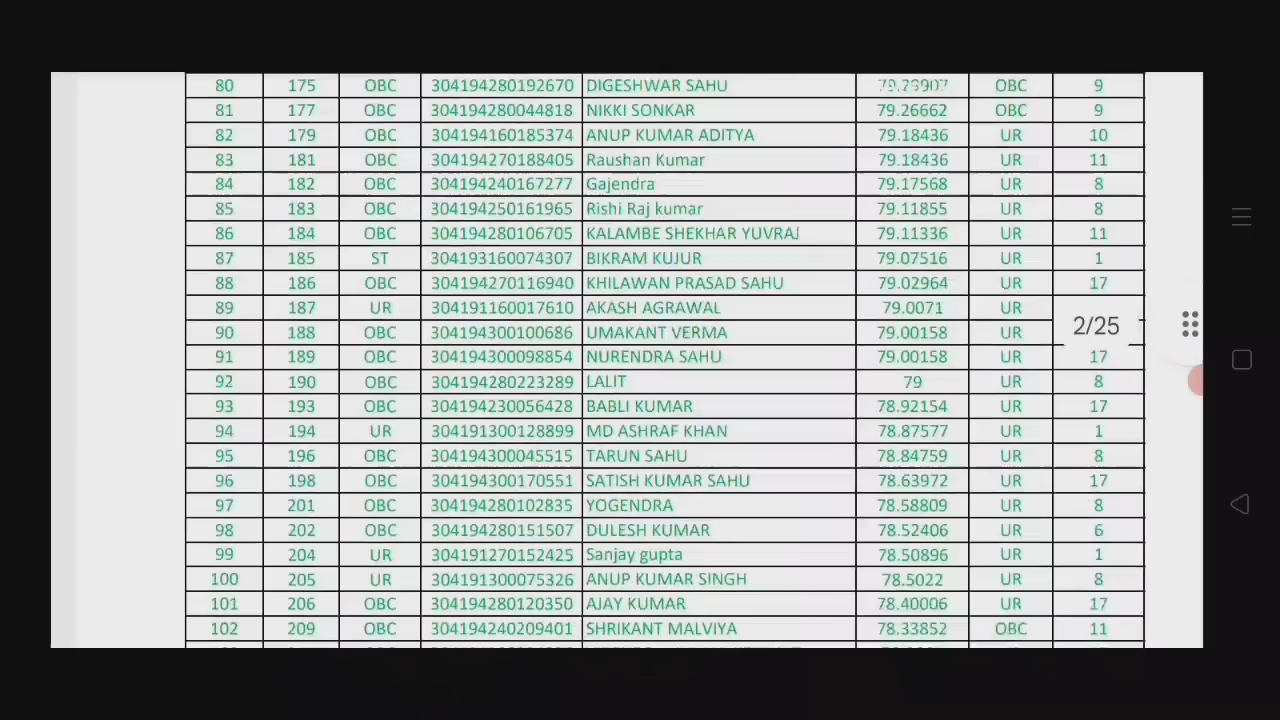 80 175 OBC 304194280192670 DIGESHWAR SAHU OBC 9
81 177 OBC 304194280044818 NIKKI SONKAR 79.26662 OBC 9
82 179 OBC 304194160185374 ANUP KUMAR ADITYA 79.18436 UR 10
83 181 OBC 304194270188405 Raushan Kumar 79.18436 UR 11
84 182 OBC 304194240167277 Gajendra 79.17568 UR 8
85 183 OBC 304194250161965 Rishi Raj kumar 79.11855 UR 8
86 184 OBC 304194280106705 KALAMBE SHEKHAR YUVRAJ 79.11336 UR 11
87 185 ST 304193160074307 BIKRAM KUJUR 79.07516 UR 1
88 186 OBC 304194270116940 KHILAWAN PRASAD SAHU 79.02964 UR 17
89 187 UR 304191160017610 AKASH AGRAWAL 79.0071 UR
90 188 OBC 304194300100686 UMAKANT VERMA 79.00158 UR 2/25
91 189 OBC 304194300098854 NURENDRA SAHU 79.00158 UR 17
92 190 OBC 304194280223289 LALIT 79 UR 8
93 193 OBC 304194230056428 BABLI KUMAR 78.92154 UR 17
94 194 UR 304191300128899 MD ASHRAF KHAN 78.87577 UR 1
95 196 OBC 304194300045515 TARUN SAHU 78.84759 UR 8
96 198 OBC 304194300170551 SATISH KUMAR SAHU 78.63972 UR 17
97 201 OBC 304194280102835 YOGENDRA 78.58809 UR 8
98 202 OBC 304194280151507 DULESH KUMAR 78.52406 UR 6
99 204 UR 304191270152425 Sanjay gupta 78.50896 UR 1
100 205 UR 304191300075326 ANUP KUMAR SINGH 78.5022 UR 8
101 206 OBC 304194280120350 AJAY KUMAR 78.40006 UR 17
102 209 OBC 304194240209401 SHRIKANT MALVIYA 78.33852 OBC 11